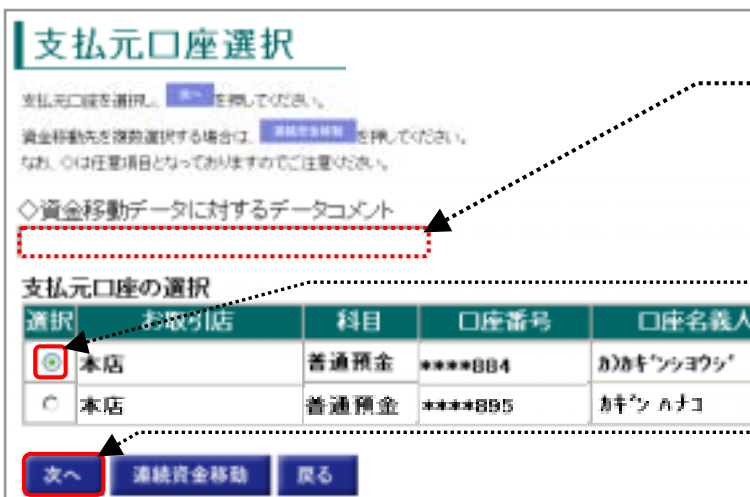 支払元口座選択
支払元口座を選択し、 次へ を押してください。
資金移動先を複数選択する場合は、 連続資金移動 を押してください。
なお、◇は任意項目となっておりますのでご注意ください。
◇資金移動データに対するデータコメント
支払元口座の選択
選択 お取引店 科目 口座番号 口座名義人
本店 普通預金 ****884 カ)カキﾞンショウジ
本店 普通預金 ****895 カキﾞン ハナコ
次へ 連続資金移動 戻る